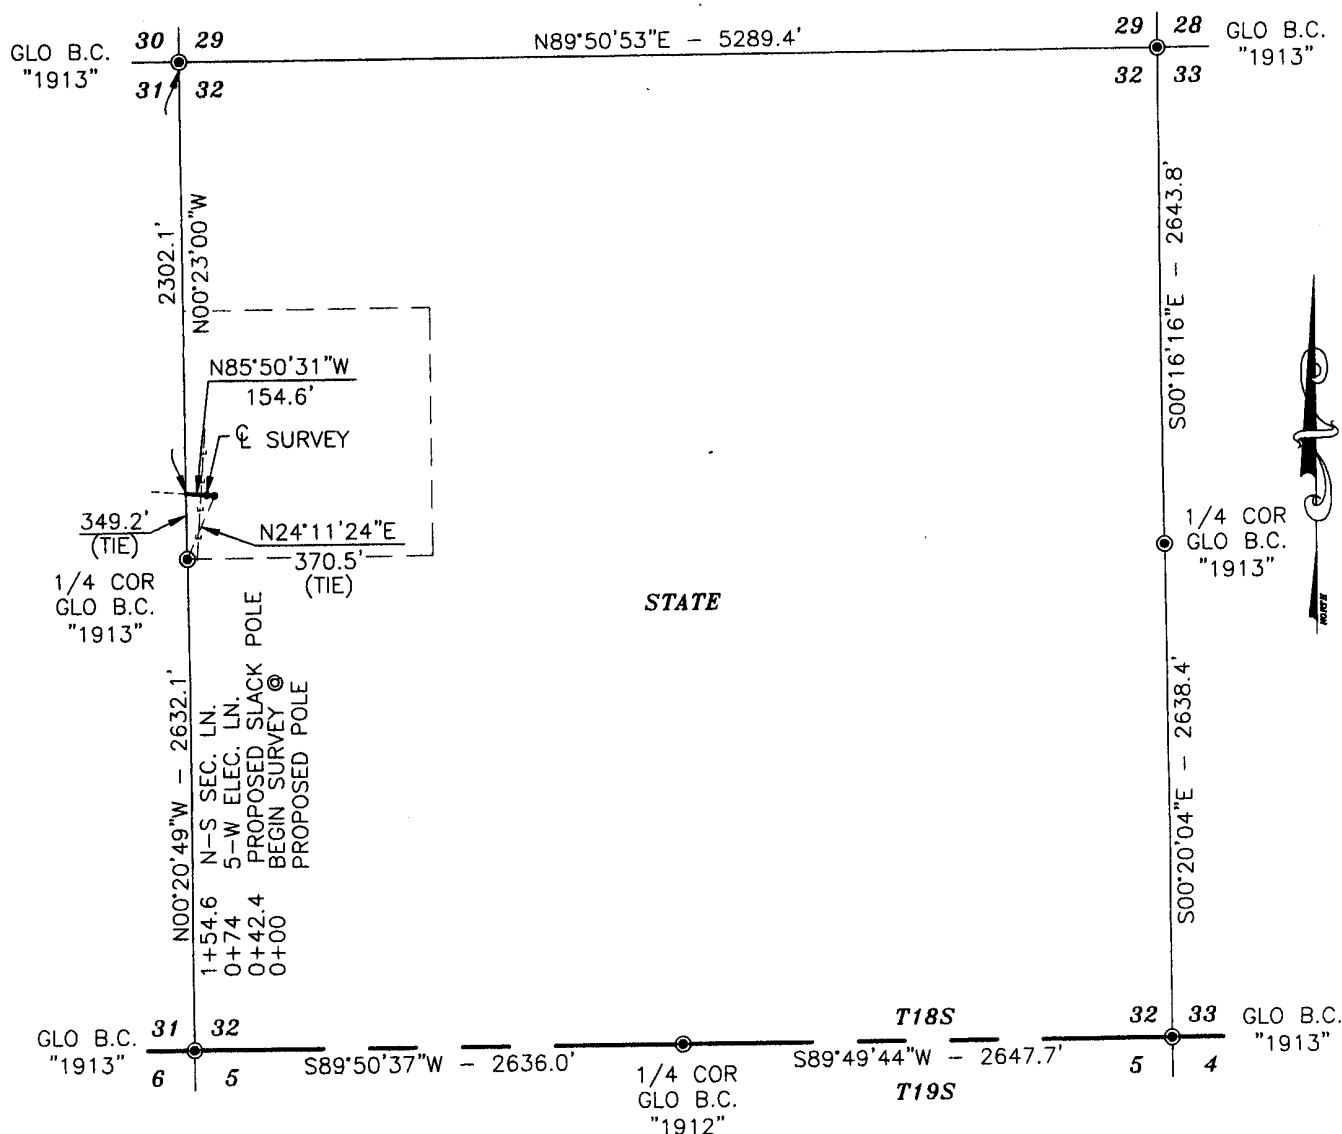 30 29
GLO B.C.
"1913"
31 32
N89°50'53"E – 5289.4'
29 28
GLO B.C.
"1913"
32 33
2302.1'
N00°23'00"W
S00°16'16"E – 2643.8'
N85°50'31"W
154.6'
℄ SURVEY
349.2'
(TIE)
N24°11'24"E
370.5'
(TIE)
1/4 COR
GLO B.C.
"1913"
1/4 COR
GLO B.C.
"1913"
NORTH
STATE
N00°20'49"W – 2632.1'
1+54.6 N–S SEC. LN.
0+74 5–W ELEC. LN.
0+42.4 PROPOSED SLACK POLE
0+00 BEGIN SURVEY @
PROPOSED POLE
S00°20'04"E – 2638.4'
31 32
GLO B.C.
"1913"
6 5
S89°50'37"W – 2636.0'
1/4 COR
GLO B.C.
"1912"
T18S
S89°49'44"W – 2647.7'
T19S
32 33
GLO B.C.
"1913"
5 4